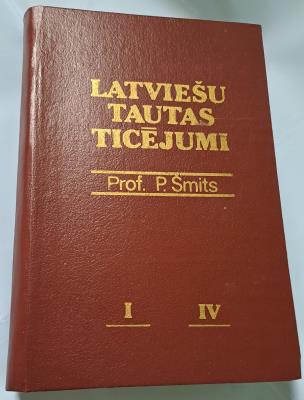 LATVIEŠU
TAUTAS
TICĒJUMI
Prof. P. Šmits
I IV